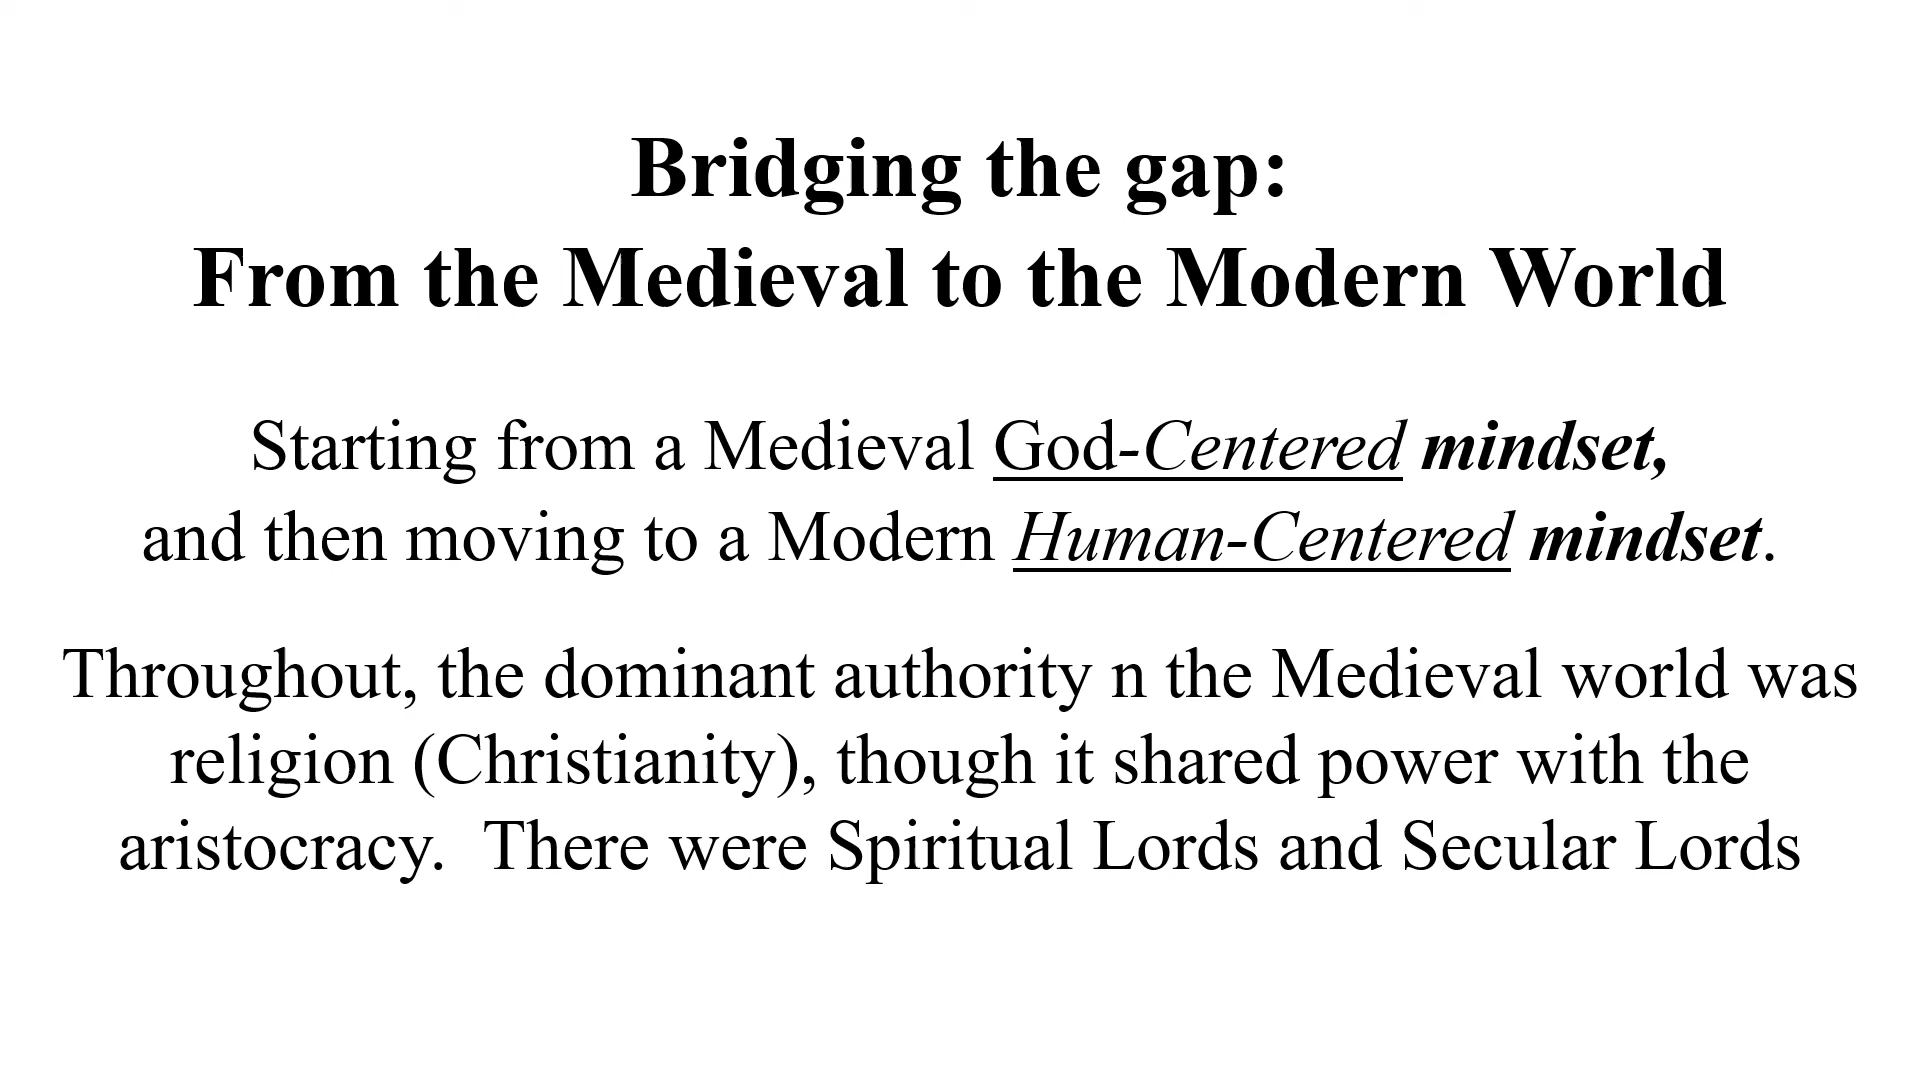 Bridging the gap:
From the Medieval to the Modern World
Starting from a Medieval God-Centered mindset,
and then moving to a Modern Human-Centered mindset.
Throughout, the dominant authority n the Medieval world was
religion (Christianity), though it shared power with the
aristocracy.  There were Spiritual Lords and Secular Lords